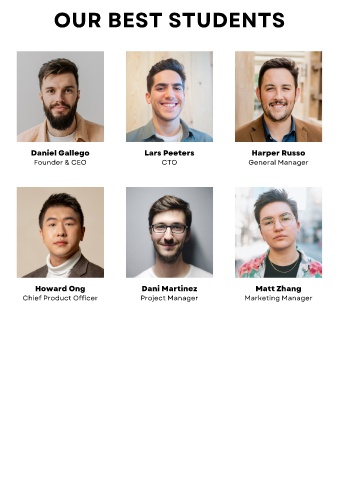 OUR BEST STUDENTS
Daniel Gallego
Founder & CEO
Lars Peeters
CTO
Harper Russo
General Manager
Howard Ong
Chief Product Officer
Dani Martinez
Project Manager
Matt Zhang
Marketing Manager